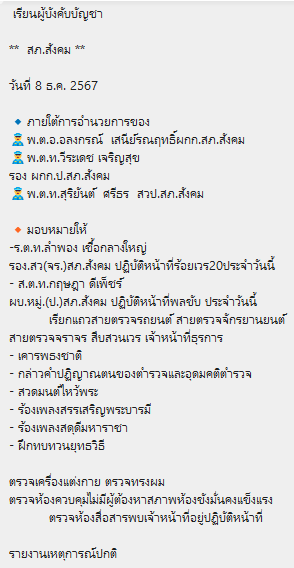 เรียนผู้บังคับบัญชา
** สภ.สังคม **
วันที่ 8 ธ.ค. 2567
🔹ภายใต้การอำนวยการของ
👮พ.ต.อ.อลงกรณ์ เสนีย์รณฤทธิ์ผกก.สภ.สังคม
👮พ.ต.ท.วีระเดช เจริญสุข
รอง ผกก.ป.สภ.สังคม
👮พ.ต.ท.สุริยันต์ ศรีธร สวป.สภ.สังคม
🔸มอบหมายให้
-ร.ต.ท.ลำพอง เชื้อกลางใหญ่
รอง.สว(จร.)สภ.สังคม ปฏิบัติหน้าที่ร้อยเวร20ประจำวันนี้
- ส.ต.ท.กฤษฎา ดีเพ็ชร์
ผบ.หมู่.(ป.)สภ.สังคม ปฏิบัติหน้าที่พลขับ ประจำวันนี้
เรียกแถวสายตรวจรถยนต์ สายตรวจจักรยานยนต์
สายตรวจจราจร สืบสวนเวร เจ้าหน้าที่ธุรการ
- เคารพธงชาติ
- กล่าวคำปฏิญาณตนของตำรวจและอุดมคติตำรวจ
- สวดมนต์ไหว้พระ
- ร้องเพลงสรรเสริญพระบารมี
- ร้องเพลงสดุดีมหาราชา
- ฝึกทบทวนยุทธวิธี
ตรวจเครื่องแต่งกาย ตรวจทรงผม
ตรวจห้องควบคุมไม่มีผู้ต้องหาสภาพห้องขังมั่นคงแข็งแรง
ตรวจห้องสื่อสารพบเจ้าหน้าที่อยู่ปฏิบัติหน้าที่
รายงานเหตุการณ์ปกติ